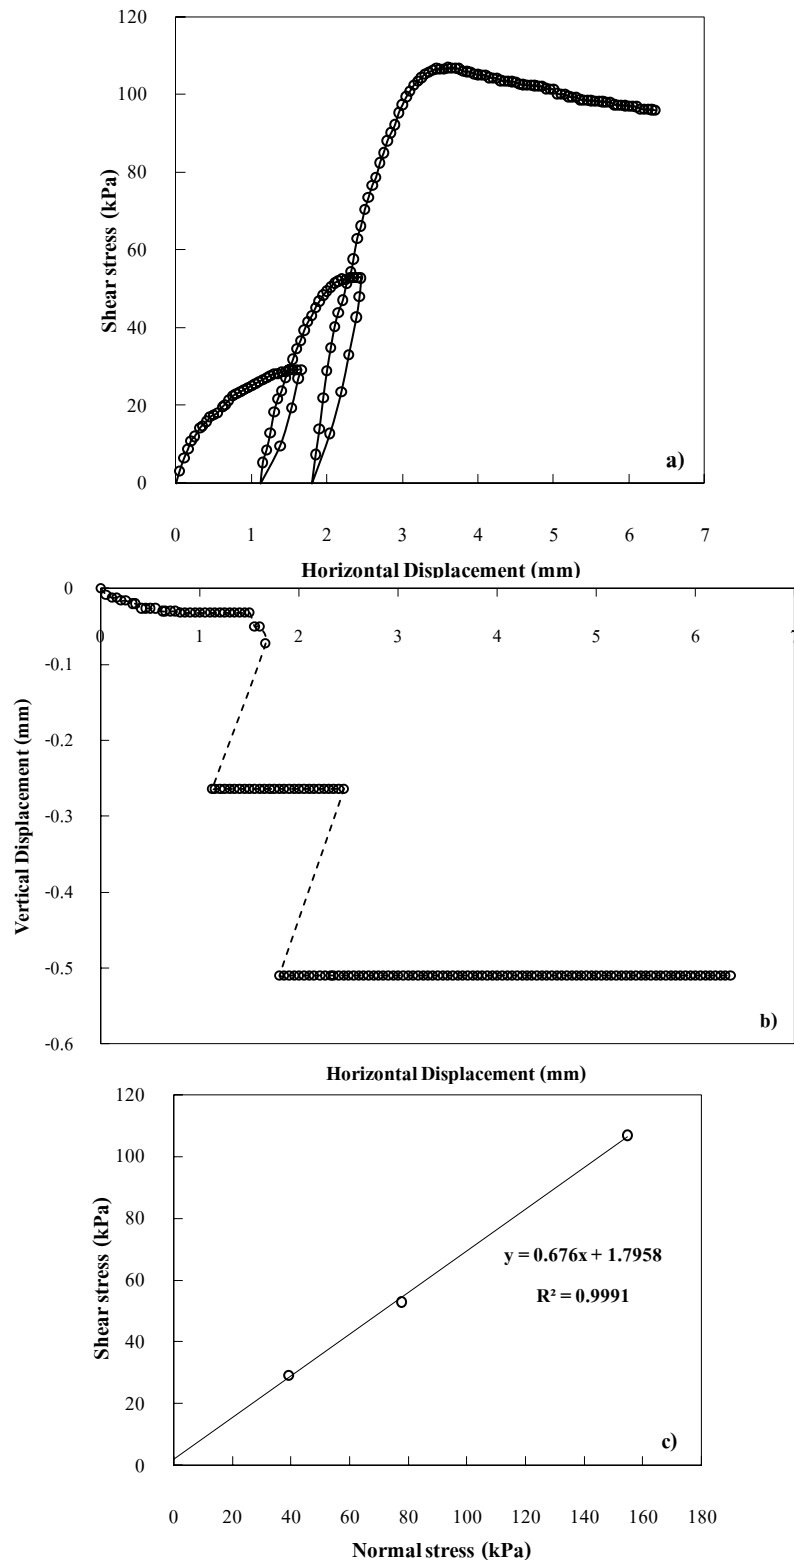 120
100
80
60
40
20
0
Shear stress (kPa)
a)
0 1 2 3 4 5 6 7
Horizontal Displacement (mm)
0
-0.1
-0.2
-0.3
-0.4
-0.5
-0.6
0 1 2 3 4 5 6 7
Vertical Displacement (mm)
b)
Horizontal Displacement (mm)
120
100
80
60
40
20
0
Shear stress (kPa)
y = 0.676x + 1.7958
R² = 0.9991
c)
0 20 40 60 80 100 120 140 160 180
Normal stress (kPa)